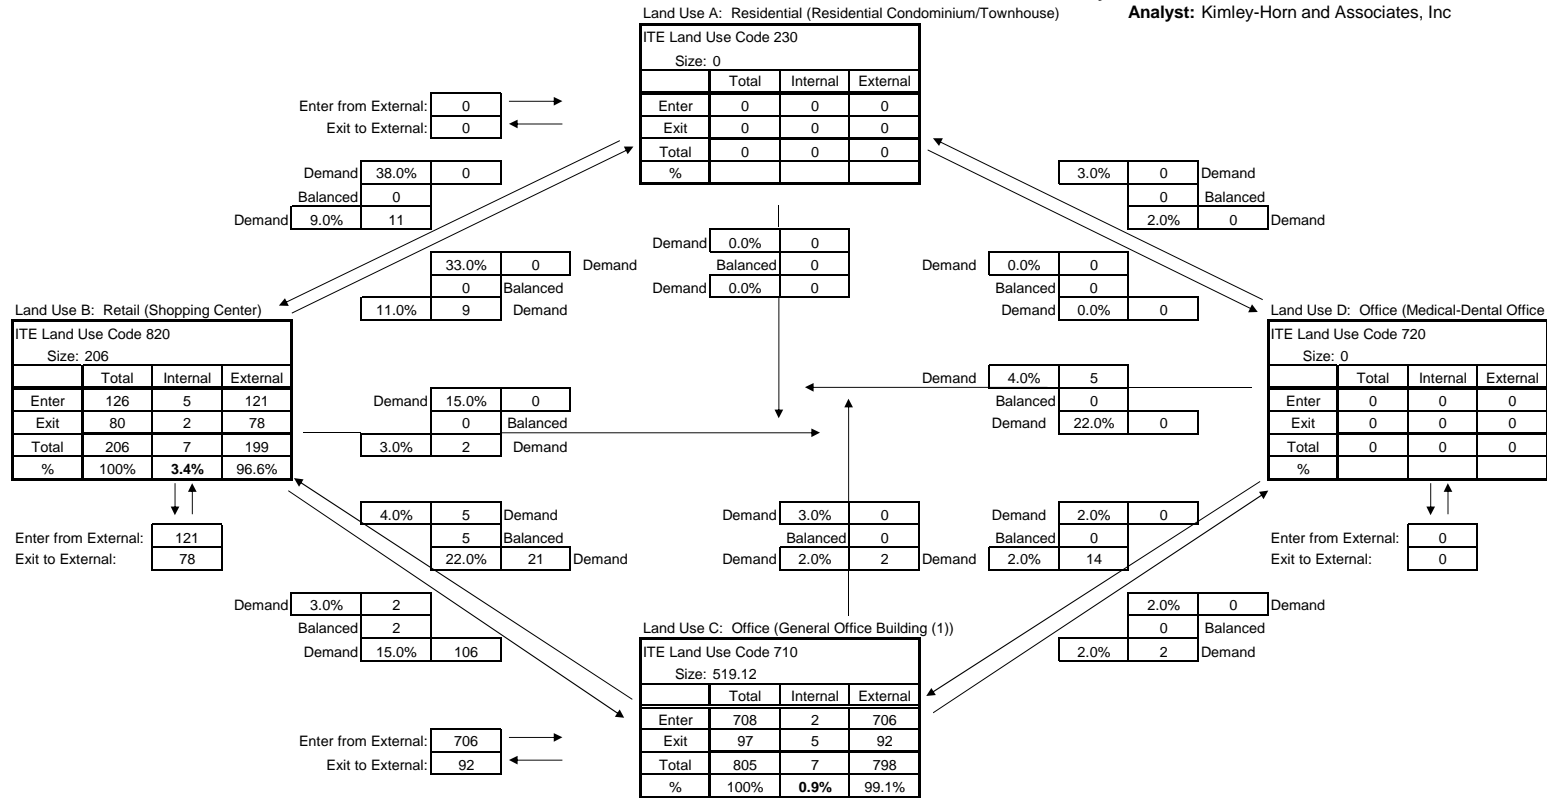 Land Use A: Residential (Residential Condominium/Townhouse)
Analyst: Kimley-Horn and Associates, Inc
ITE Land Use Code 230
Size: 0
Total Internal External
Enter 0 0 0
Exit 0 0 0
Total 0 0 0
%
Enter from External: 0
Exit to External: 0
Demand 38.0% 0
Balanced 0
Demand 9.0% 11
3.0% 0 Demand
0 Balanced
2.0% 0 Demand
33.0% 0 Demand
0 Balanced
11.0% 9 Demand
Demand 0.0% 0
Balanced 0
Demand 0.0% 0
Demand 0.0% 0
Balanced 0
Demand 0.0% 0
Land Use B: Retail (Shopping Center)
ITE Land Use Code 820
Size: 206
Total Internal External
Enter 126 5 121
Exit 80 2 78
Total 206 7 199
% 100% 3.4% 96.6%
Enter from External: 121
Exit to External: 78
Demand 15.0% 0
0 Balanced
3.0% 2 Demand
Demand 4.0% 5
Balanced 0
Demand 22.0% 0
Land Use D: Office (Medical-Dental Office
ITE Land Use Code 720
Size: 0
Total Internal External
Enter 0 0 0
Exit 0 0 0
Total 0 0 0
%
Enter from External: 0
Exit to External: 0
4.0% 5 Demand
5 Balanced
22.0% 21 Demand
Demand 3.0% 0
Balanced 0
Demand 2.0% 2
Demand 2.0% 0
Balanced 0
Demand 2.0% 14
Demand 3.0% 2
Balanced 2
Demand 15.0% 106
2.0% 0 Demand
0 Balanced
2.0% 2 Demand
Land Use C: Office (General Office Building (1))
ITE Land Use Code 710
Size: 519.12
Total Internal External
Enter 708 2 706
Exit 97 5 92
Total 805 7 798
% 100% 0.9% 99.1%
Enter from External: 706
Exit to External: 92